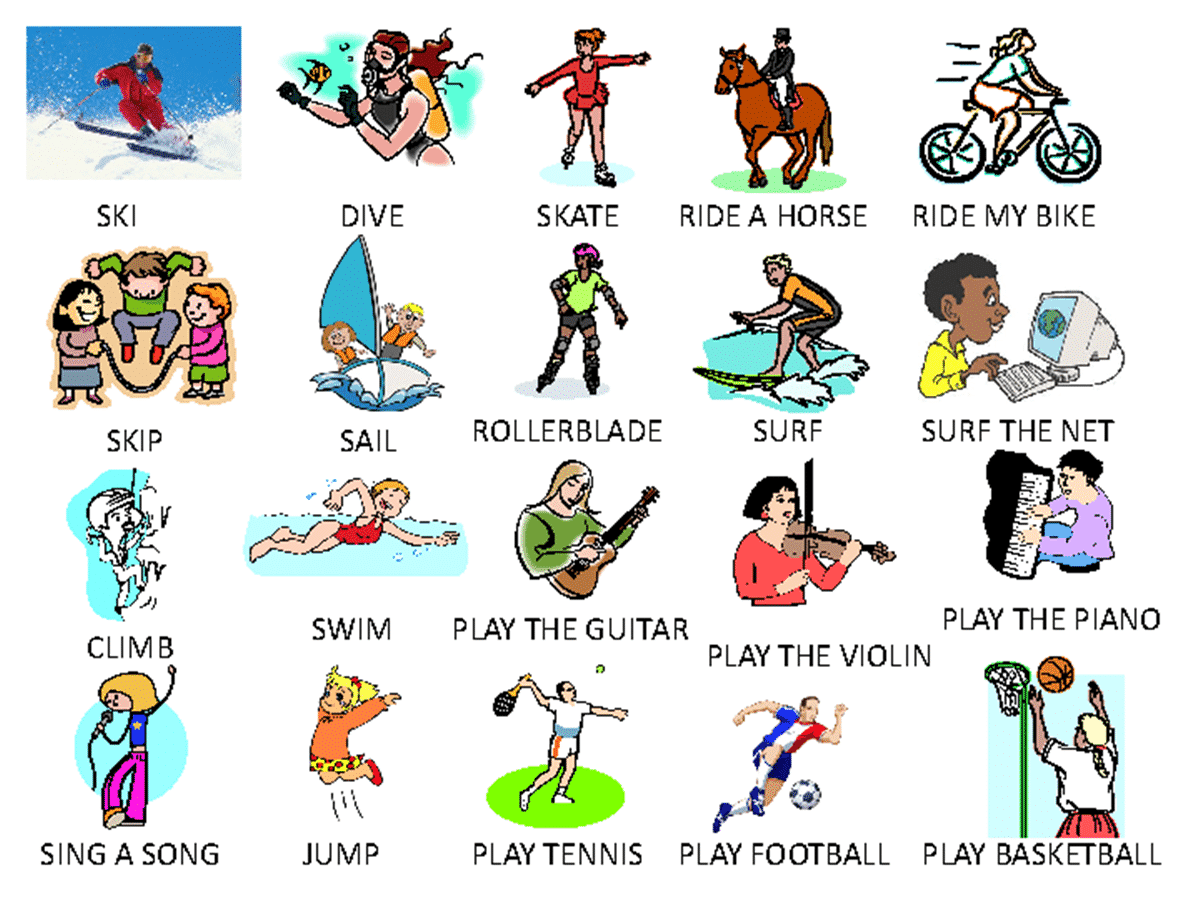 SKI
DIVE
SKATE
RIDE A HORSE
RIDE MY BIKE
SKIP
SAIL
ROLLERBLADE
SURF
SURF THE NET
CLIMB
SWIM
PLAY THE GUITAR
PLAY THE VIOLIN
PLAY THE PIANO
SING A SONG
JUMP
PLAY TENNIS
PLAY FOOTBALL
PLAY BASKETBALL